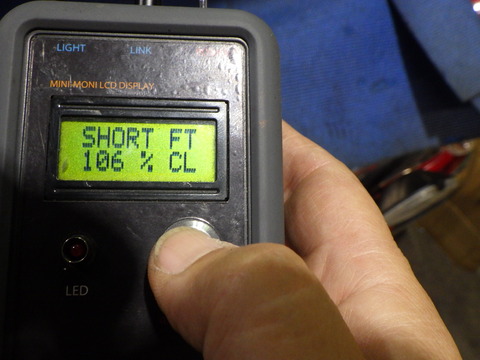 LIGHT LINK
MINI MONI LCD DISPLAY
SHORT FT
106 % CL
LED